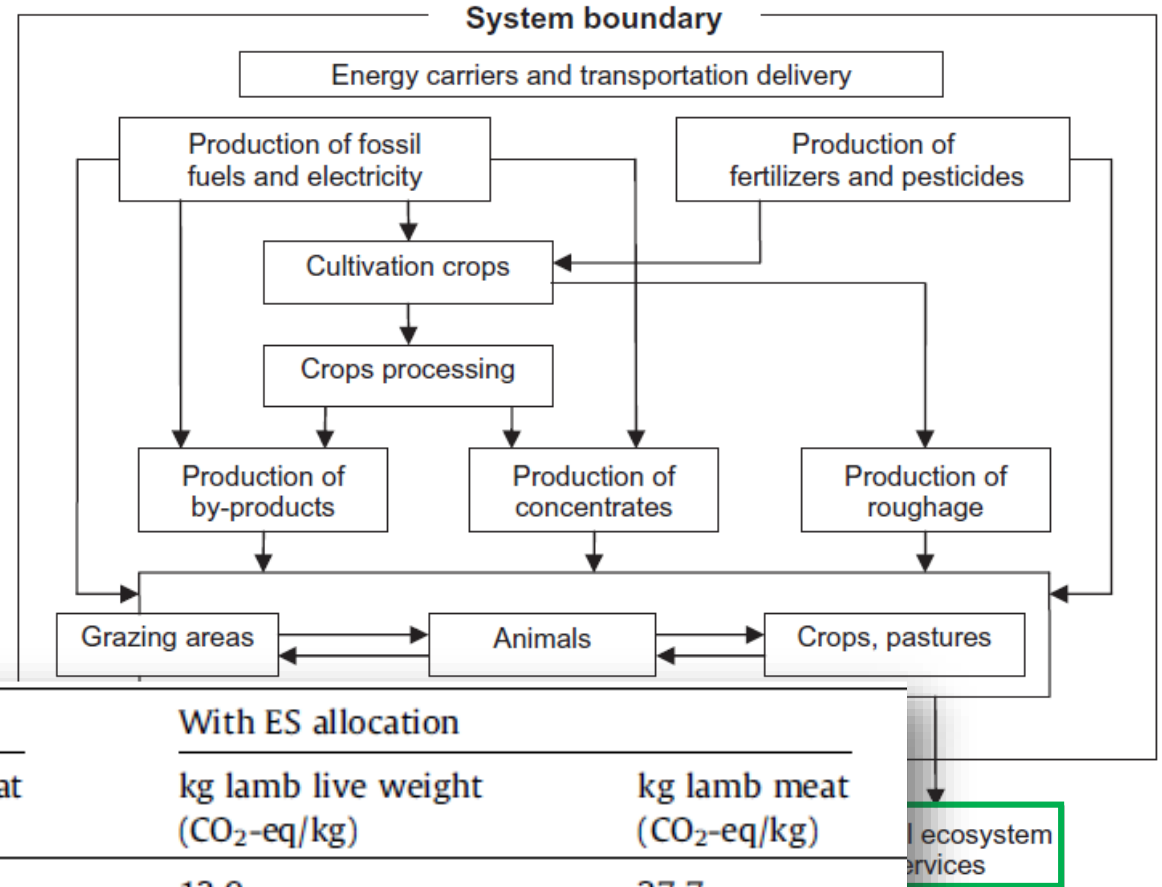 System boundary
Energy carriers and transportation delivery
Production of fossil
fuels and electricity
Production of
fertilizers and pesticides
Cultivation crops
Crops processing
Production of
by-products
Production of
concentrates
Production of
roughage
Grazing areas
Animals
Crops, pastures
With ES allocation
kg lamb live weight
(CO₂-eq/kg)
kg lamb meat
(CO₂-eq/kg)
ecosystem